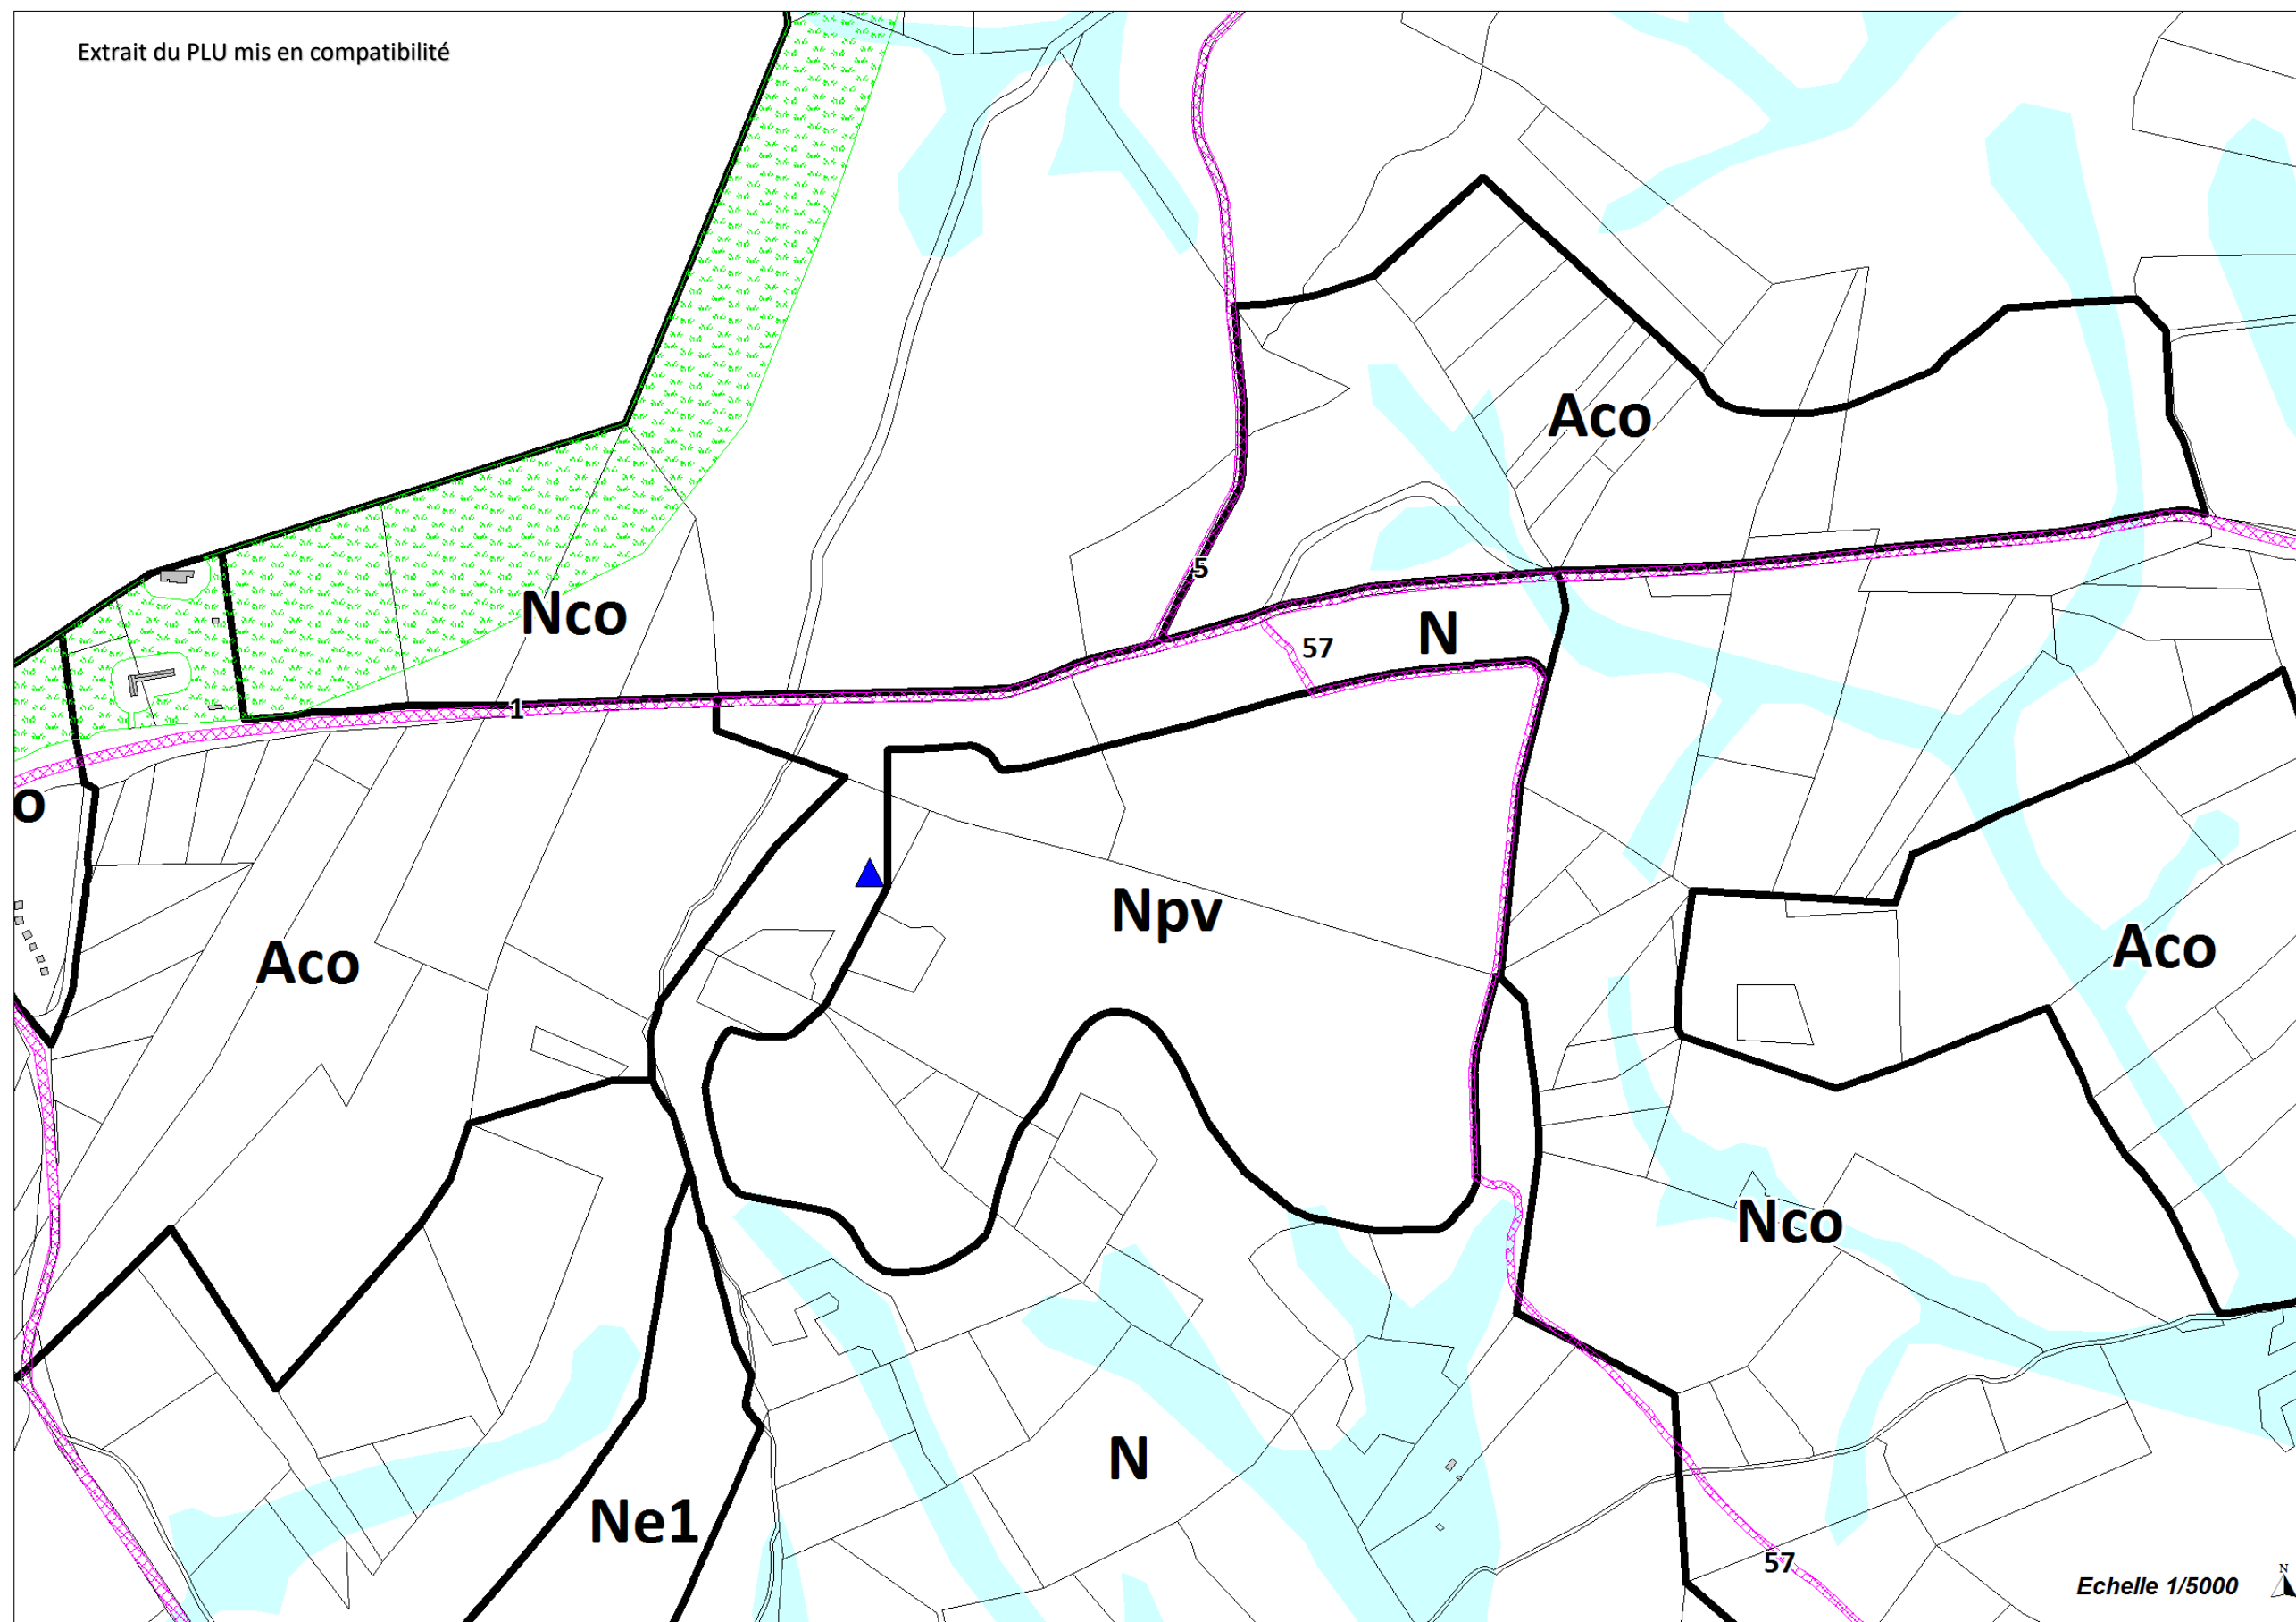 Extrait du PLU mis en compatibilité
Aco
5
Nco
N
57
1
o
Npv
Aco
Aco
Nco
N
Ne1
57
Echelle 1/5000
N